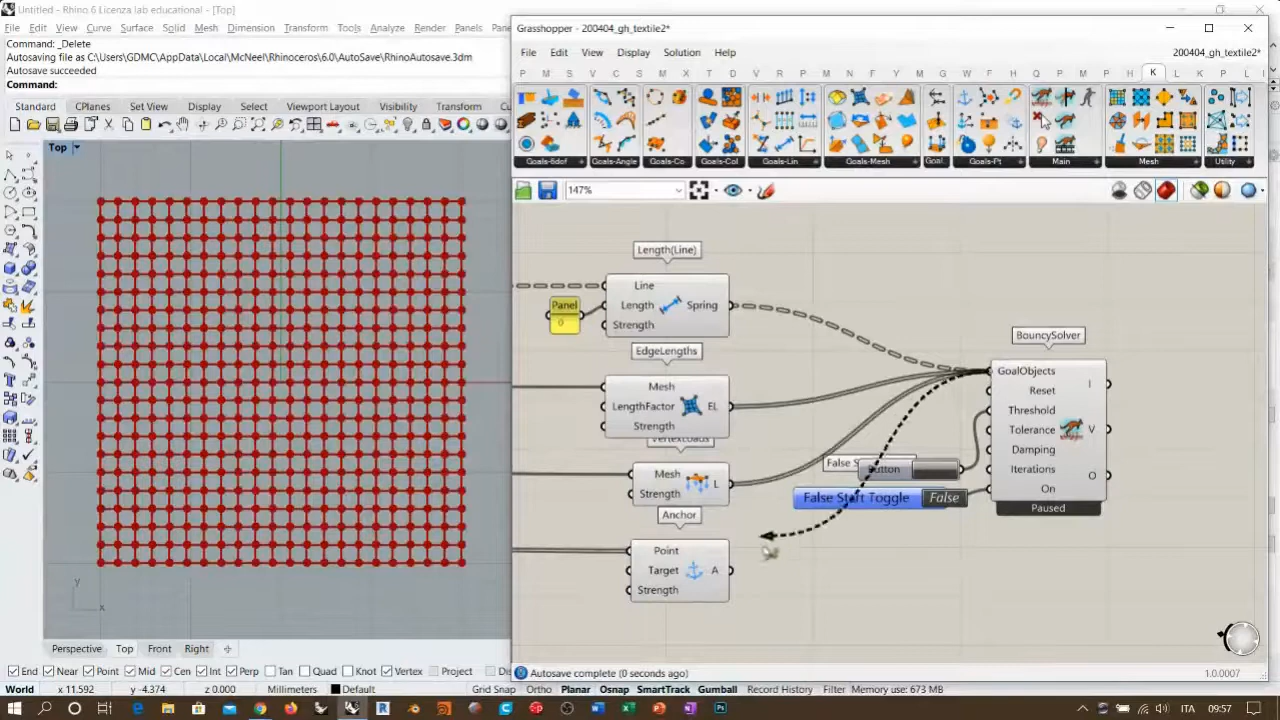 Untitled - Rhino 6 Licenza lab educational - [Top]
File Edit View Curve Surface Solid Mesh Dimension Transform Tools Analyze Render Panels
Command: _Delete
Autosaving file as C:\Users\GDMC\AppData\Local\McNeel\Rhinoceros\6.0\AutoSave\RhinoAutosave.3dm
Autosave succeeded
Command:
Standard CPlanes Set View Display Select Viewport Layout Visibility Transform
Top
y
x
Perspective Top Front Right
End Near Point Mid Cen Int Perp Tan Quad Knot Vertex Project
World x 11.592 y -4.374 z 0.000 Millimeters Default Grid Snap Ortho Planar Osnap SmartTrack Gumball Record History Filter Memory use: 673 MB
Grasshopper - 200404_gh_textile2*
File Edit View Display Solution Help
200404_gh_textile2*
P M S V C S M X T D V R L W M N F E A C H S P W D F H Q P M P H K L K T P L
Goals-6dof Goals-Angle Goals-Co Goals-Col Goals-Lin Goals-Mesh Goal.. Goals-Pt Main Mesh Utility
147%
Length(Line)
Line
Length
Strength
Spring
Panel
0
EdgeLengths
Mesh
LengthFactor
Strength
EL
VertexLoads
Mesh
Strength
L
Anchor
Point
Target
Strength
A
False S
Button
False Start Toggle False
BouncySolver
GoalObjects
Reset
Threshold
Tolerance
Damping
Iterations
On
I
V
O
Paused
Autosave complete (0 seconds ago)
1.0.0007
ITA 09:57